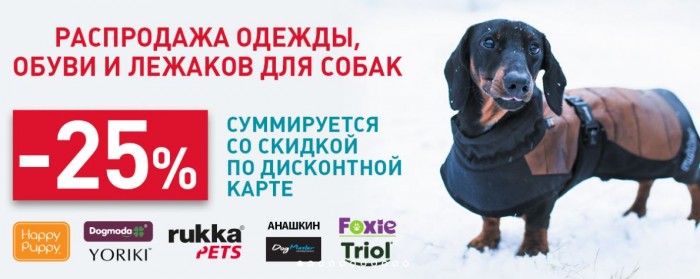 РАСПРОДАЖА ОДЕЖДЫ,
ОБУВИ И ЛЕЖАКОВ ДЛЯ СОБАК
-25%
СУММИРУЕТСЯ
СО СКИДКОЙ
ПО ДИСКОНТНОЙ
КАРТЕ
Happy
Puppy
Dogmoda
YORIKI
rukka
PETS
АНАШКИН
DogMaster
Foxie
Triol